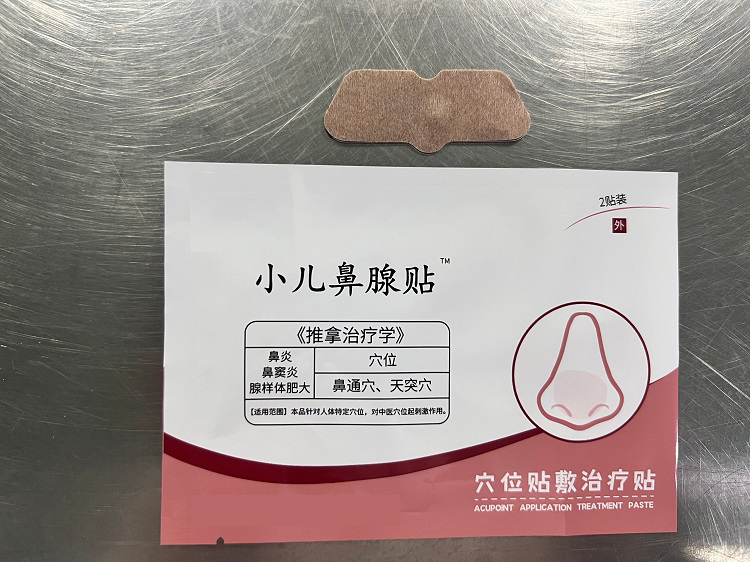 2贴装
外
小儿鼻腺贴™
《推拿治疗学》
鼻炎
鼻窦炎
腺样体肥大
穴位
鼻通穴、天突穴
【适用范围】本品针对人体特定穴位，对中医穴位起刺激作用。
穴位贴敷治疗贴
ACUPOINT APPLICATION TREATMENT PASTE